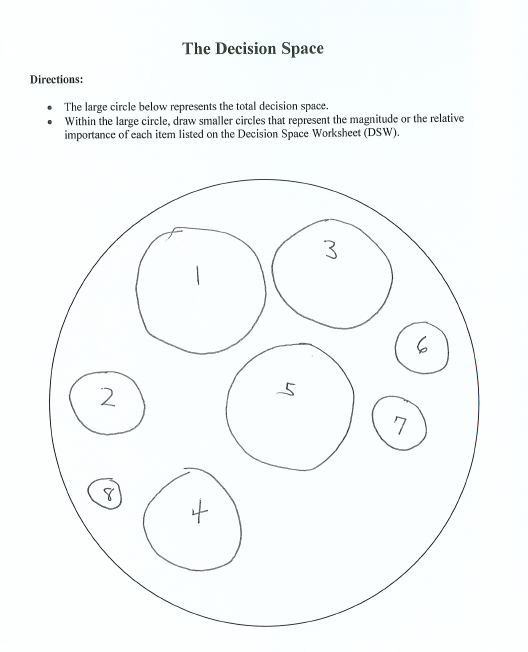 The Decision Space
Directions:
• The large circle below represents the total decision space.
• Within the large circle, draw smaller circles that represent the magnitude or the relative
importance of each item listed on the Decision Space Worksheet (DSW).
1
3
6
5
2
7
8
4